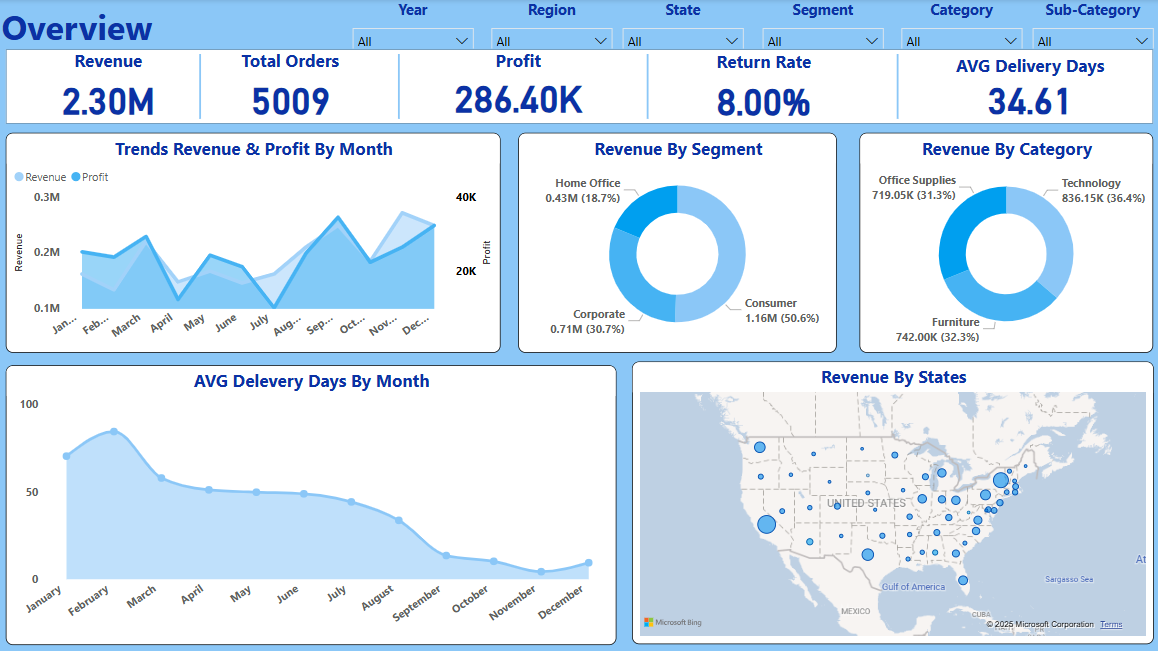 Overview
Year Region State Segment Category Sub-Category
All All All All All All
Revenue Total Orders Profit Return Rate AVG Delivery Days
2.30M 5009 286.40K 8.00% 34.61
Trends Revenue & Profit By Month
Revenue Profit
0.3M 40K
0.2M
20K
0.1M
Revenue
Profit
Jan... Feb... March April May June July Aug... Sep... Oct... Nov... Dec...
Revenue By Segment
Home Office
0.43M (18.7%)
Consumer
1.16M (50.6%)
Corporate
0.71M (30.7%)
Revenue By Category
Office Supplies
719.05K (31.3%)
Technology
836.15K (36.4%)
Furniture
742.00K (32.3%)
AVG Delevery Days By Month
100
50
0
January February March April May June July August September October November December
Revenue By States
UNITED STATES
Gulf of America
Sargasso Sea
At
MEXICO
CUBA
Microsoft Bing
© 2025 Microsoft Corporation Terms